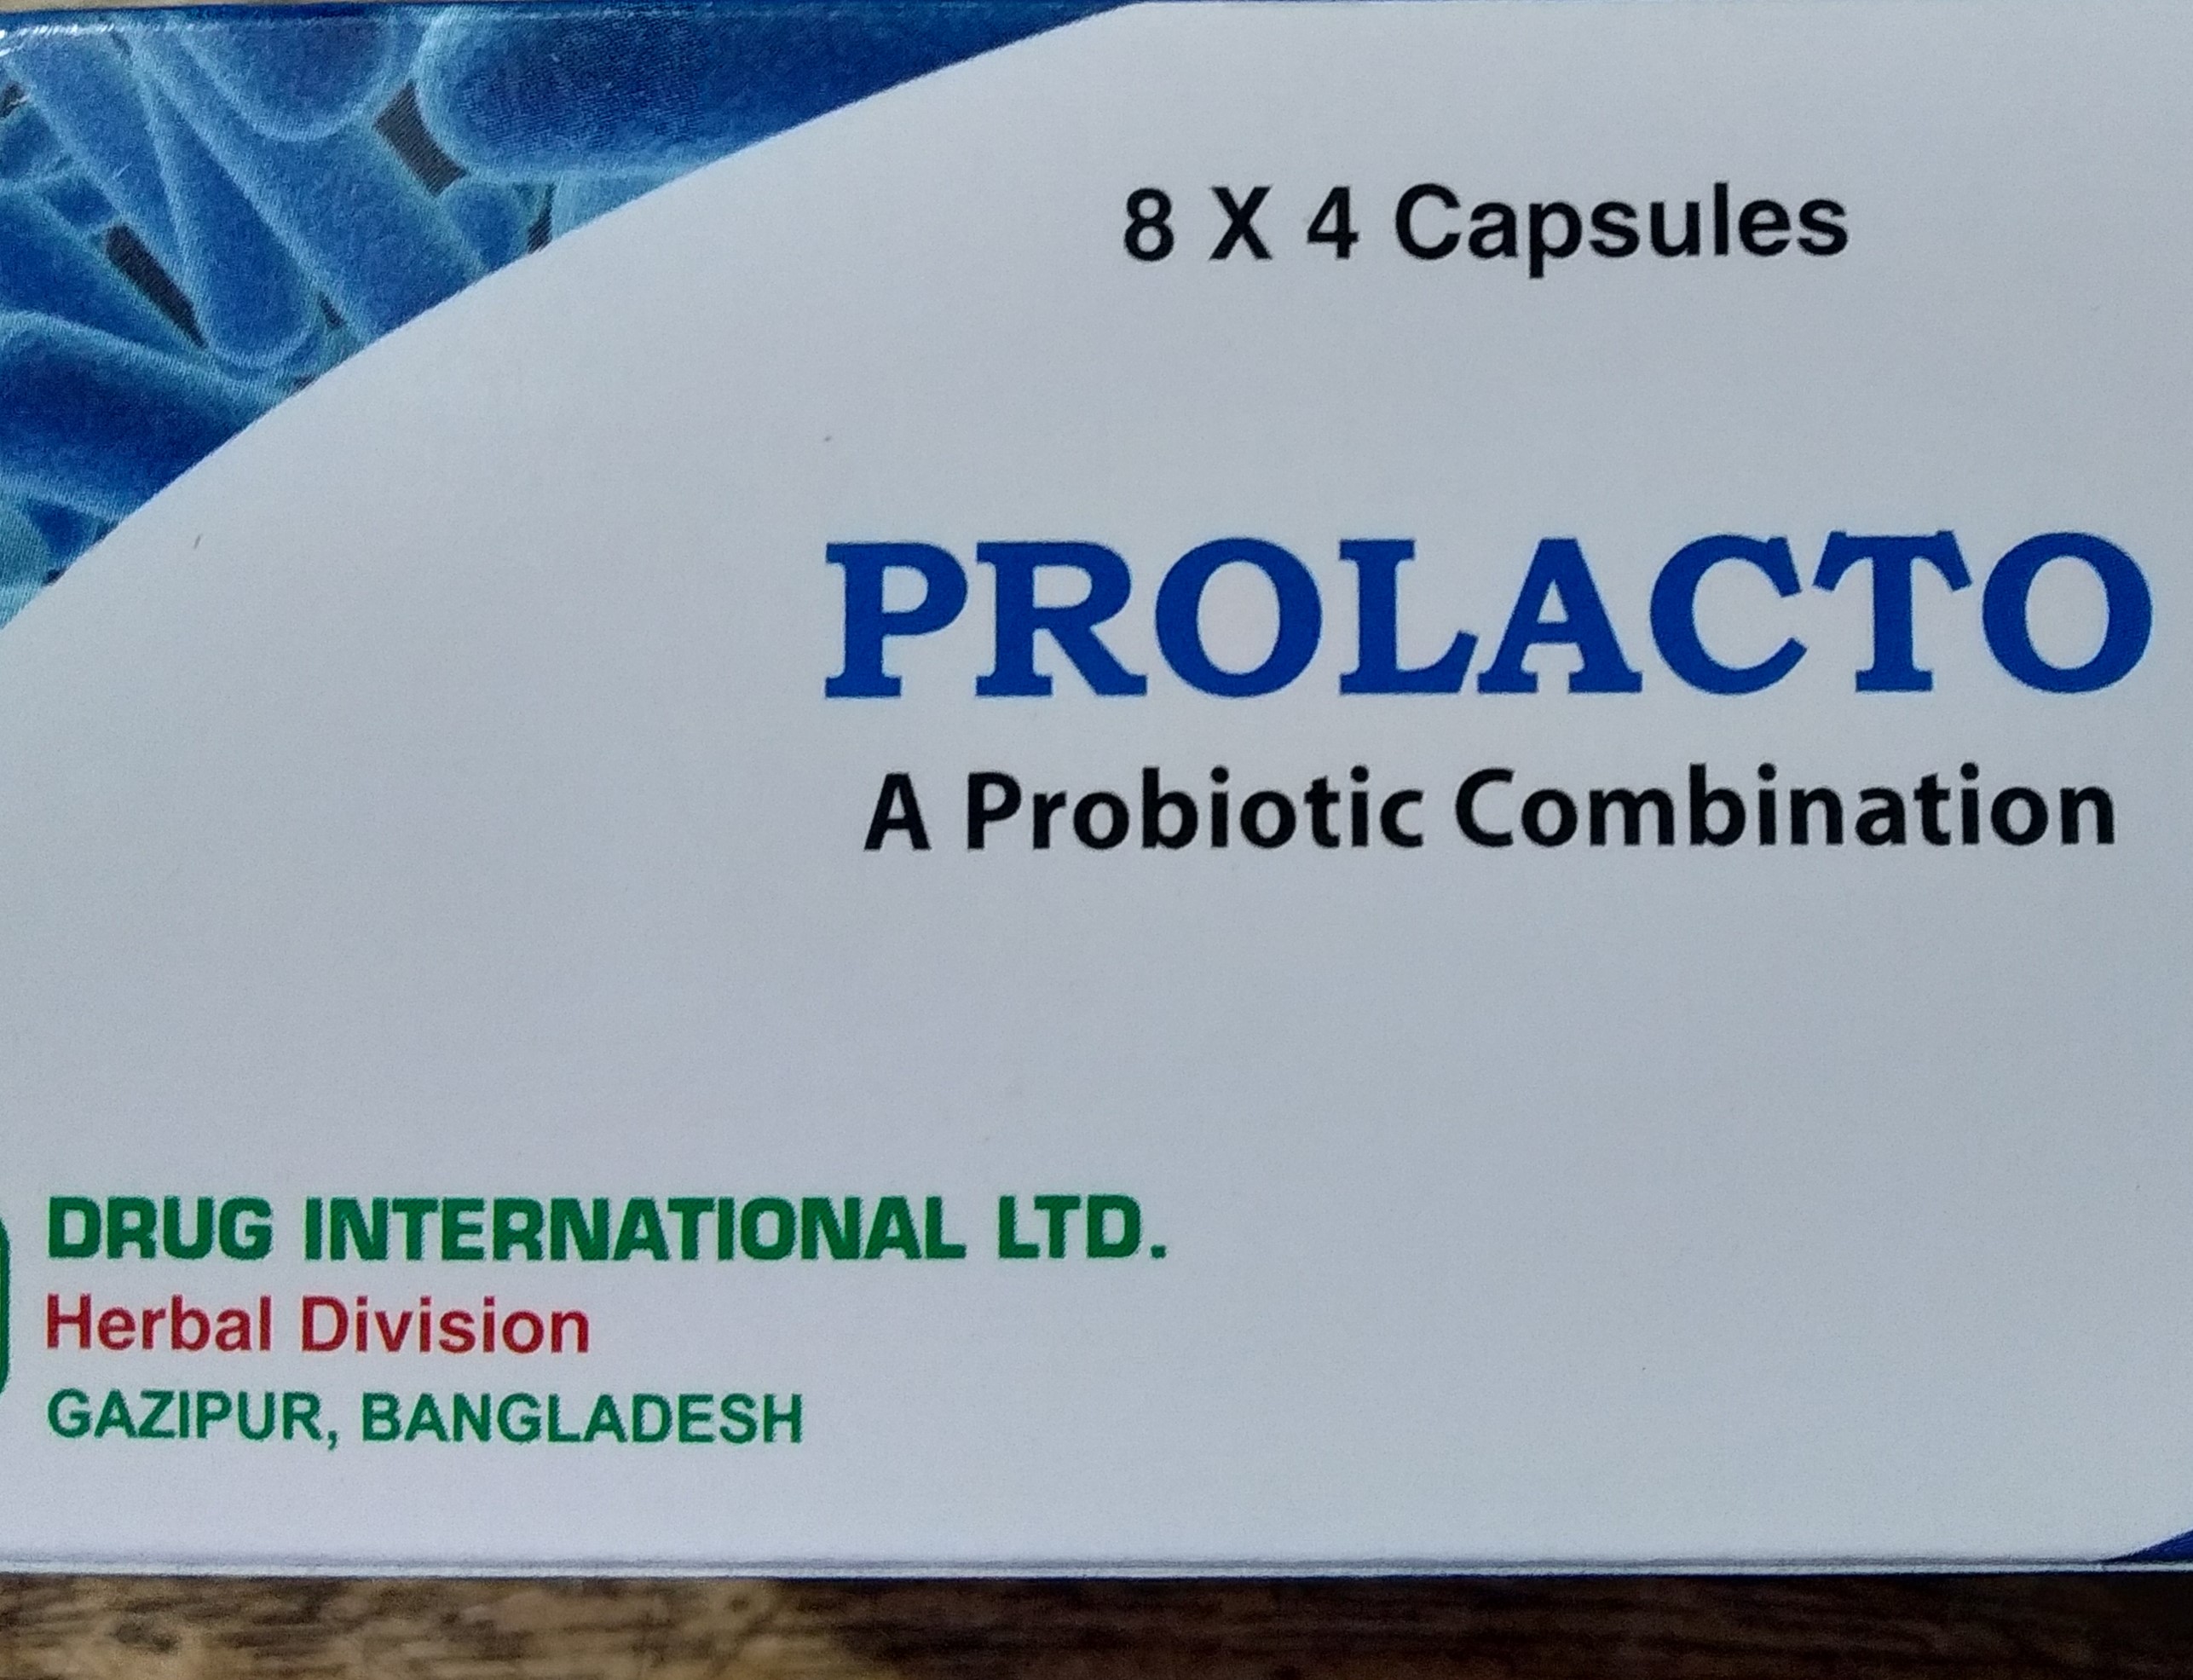 8 X 4 Capsules
PROLACTO
A Probiotic Combination
DRUG INTERNATIONAL LTD.
Herbal Division
GAZIPUR, BANGLADESH